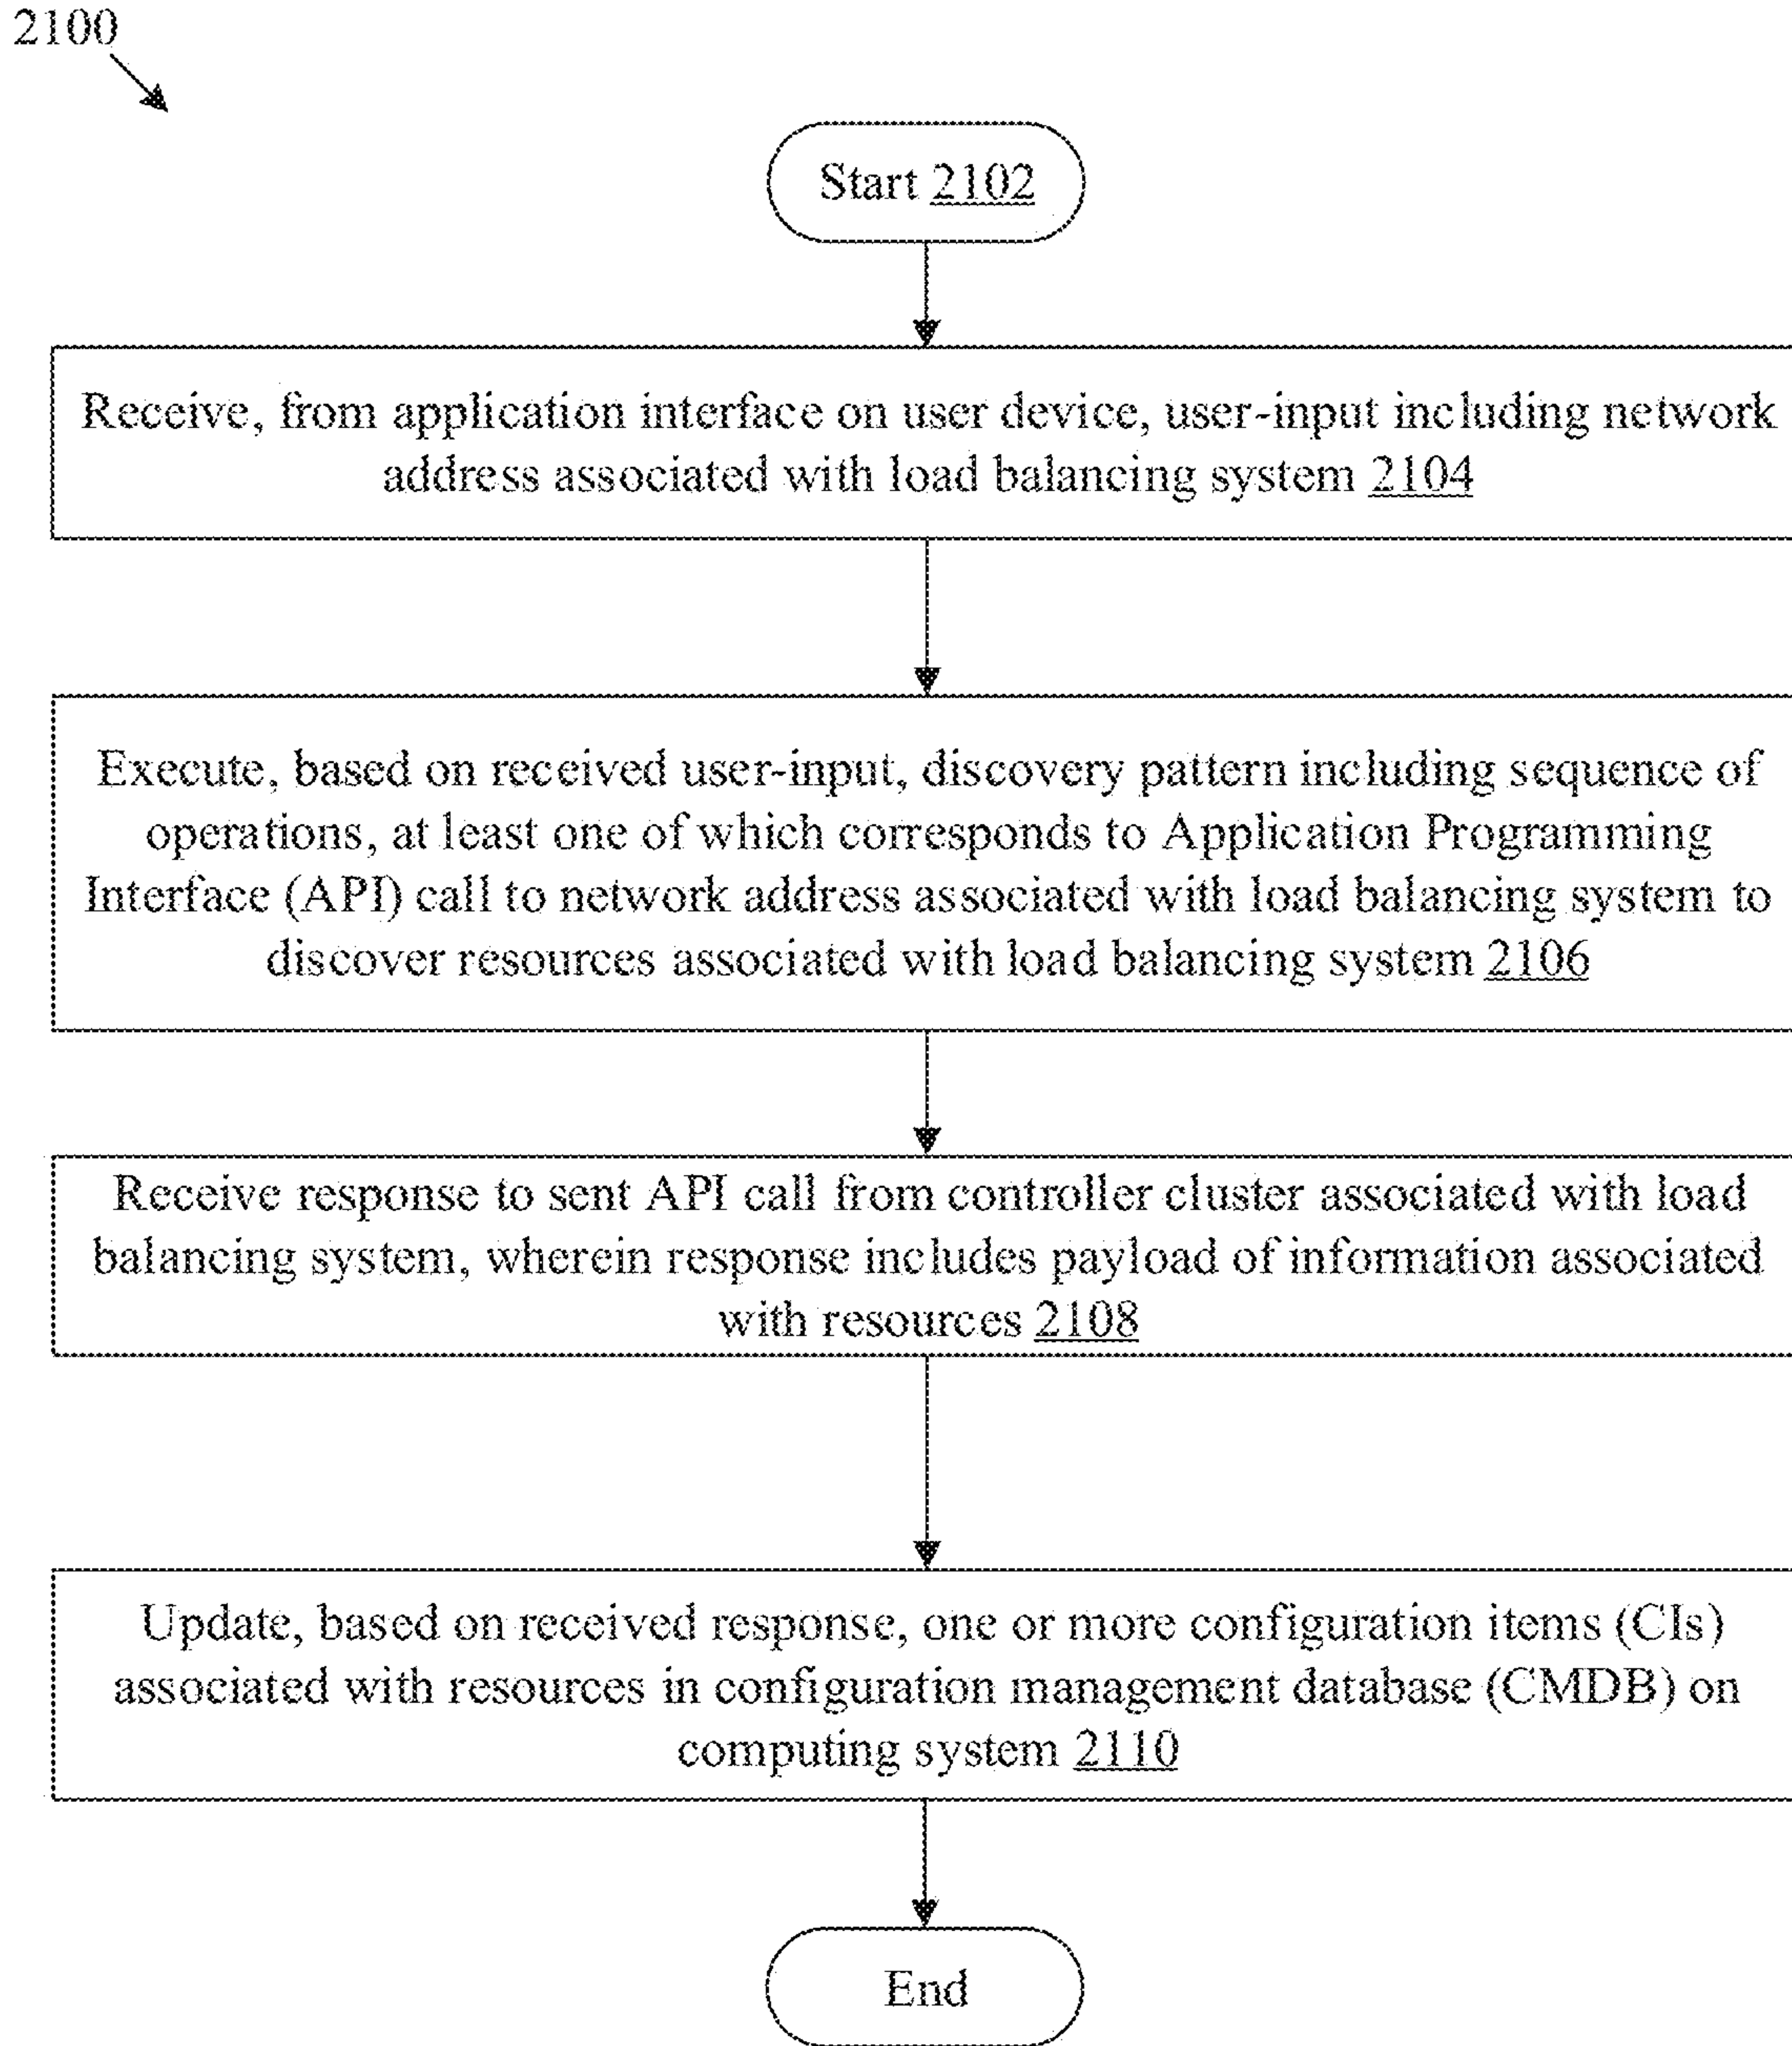 2100
Start 2102
Receive, from application interface on user device, user-input including network
address associated with load balancing system 2104
Execute, based on received user-input, discovery pattern including sequence of
operations, at least one of which corresponds to Application Programming
Interface (API) call to network address associated with load balancing system to
discover resources associated with load balancing system 2106
Receive response to sent API call from controller cluster associated with load
balancing system, wherein response includes payload of information associated
with resources 2108
Update, based on received response, one or more configuration items (CIs)
associated with resources in configuration management database (CMDB) on
computing system 2110
End